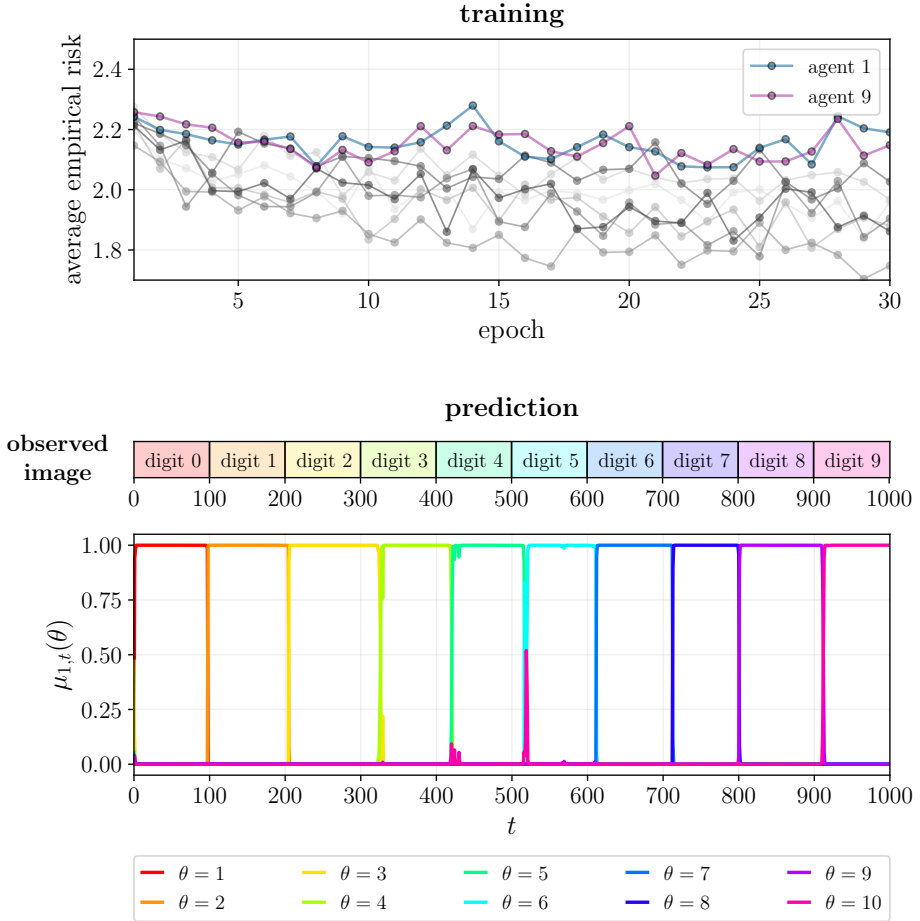 training
average empirical risk
2.4
2.2
2.0
1.8
agent 1
agent 9
5 10 15 20 25 30
epoch
prediction
observed image
digit 0 digit 1 digit 2 digit 3 digit 4 digit 5 digit 6 digit 7 digit 8 digit 9
0 100 200 300 400 500 600 700 800 900 1000
μ1,t(θ)
1.00
0.75
0.50
0.25
0.00
0 100 200 300 400 500 600 700 800 900 1000
t
θ = 1 θ = 3 θ = 5 θ = 7 θ = 9
θ = 2 θ = 4 θ = 6 θ = 8 θ = 10